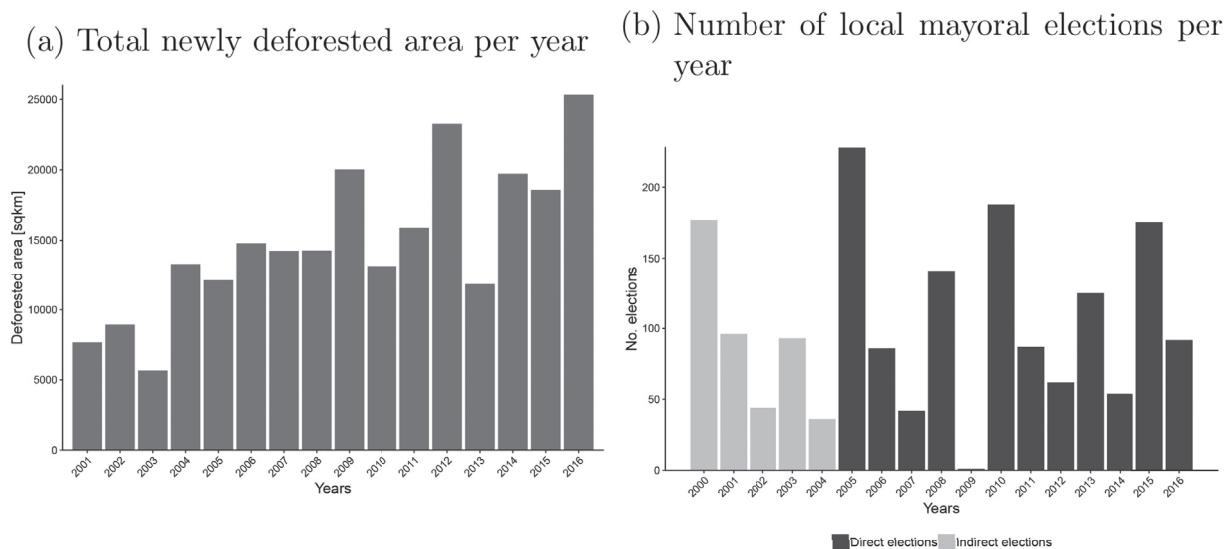 (a) Total newly deforested area per year
25000
20000
15000
10000
5000
0
Deforested area [sqkm]
2001 2002 2003 2004 2005 2006 2007 2008 2009 2010 2011 2012 2013 2014 2015 2016
Years
(b) Number of local mayoral elections per
year
200
150
100
50
0
No. elections
2000 2001 2002 2003 2004 2005 2006 2007 2008 2009 2010 2011 2012 2013 2014 2015 2016
Years
Direct elections Indirect elections